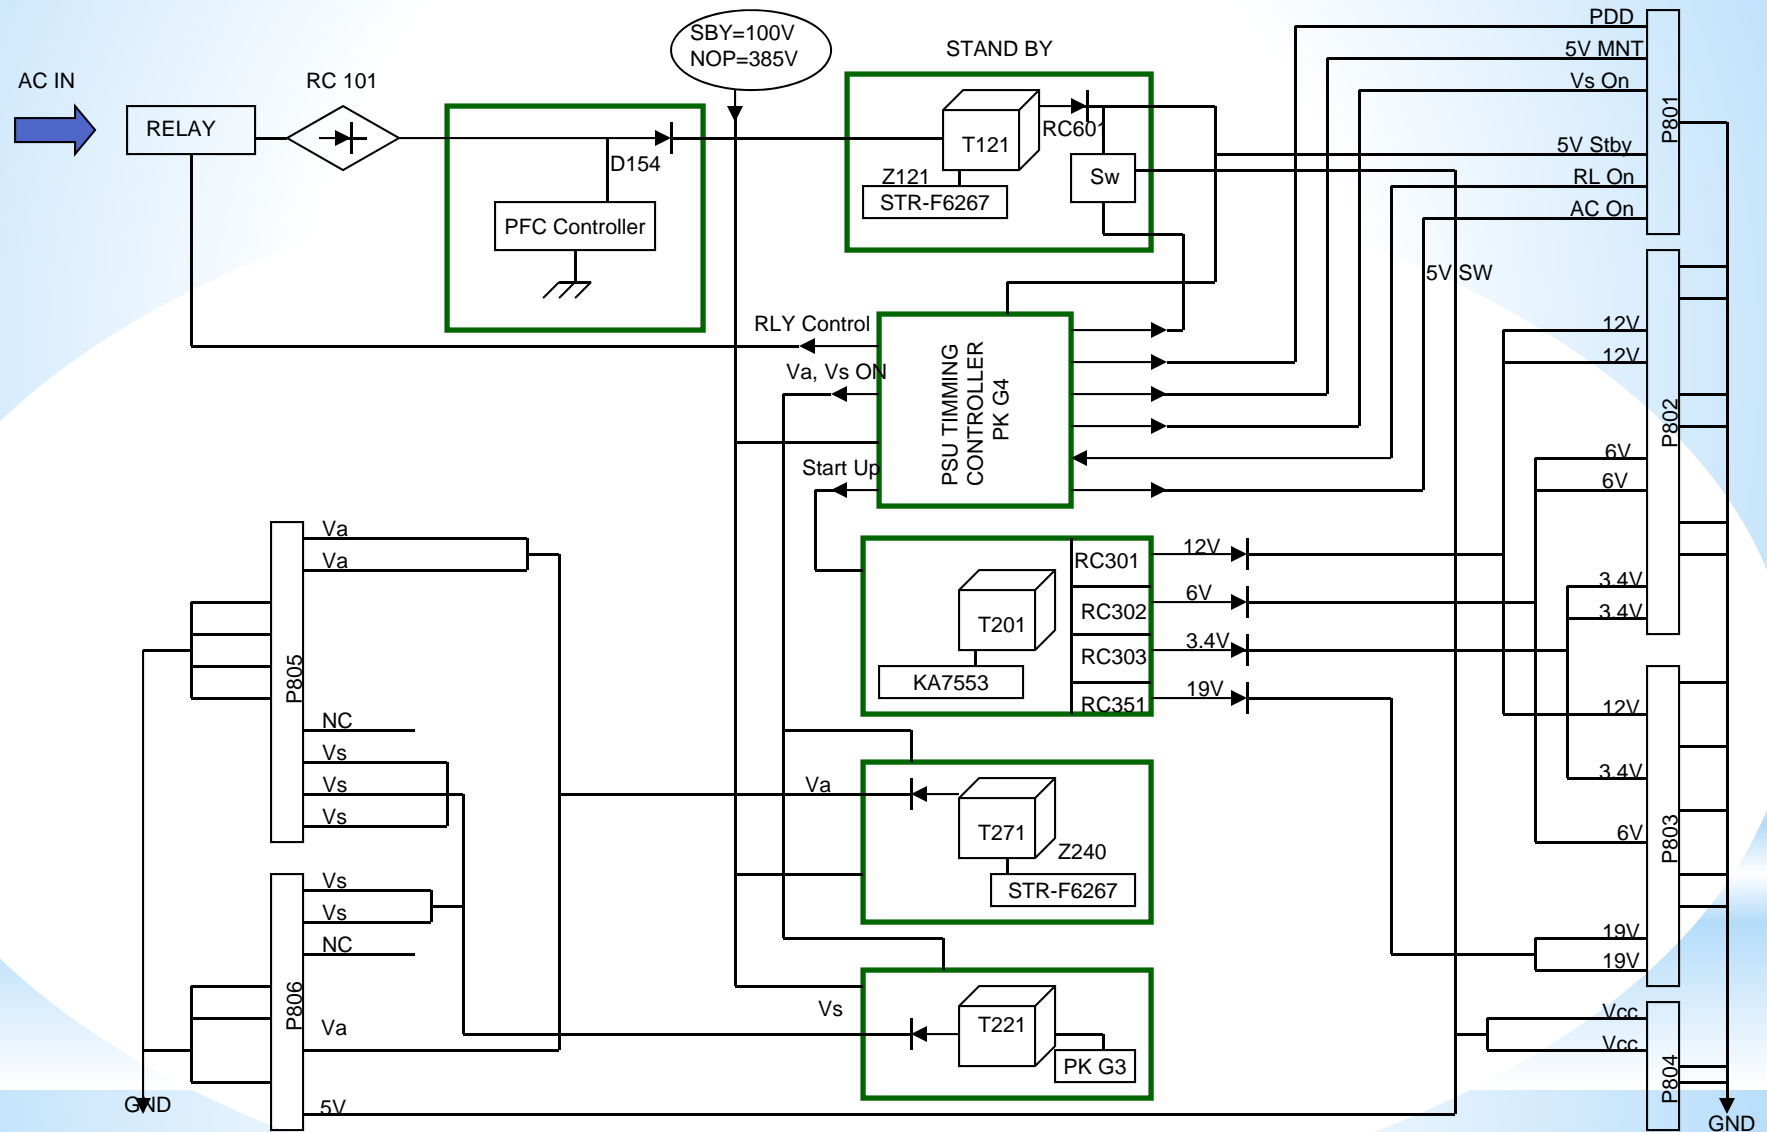 SBY=100V
NOP=385V
STAND BY
AC IN
RC 101
RELAY
D154
PFC Controller
T121
RC601
Z121
STR-F6267
Sw
PDD
5V MNT
Vs On
5V Stby
RL On
AC On
P801
5V SW
RLY Control
Va, Vs ON
Start Up
PSU TIMMING
CONTROLLER
PK G4
12V
12V
6V
6V
3.4V
3.4V
P802
RC301
RC302
RC303
RC351
T201
KA7553
12V
6V
3.4V
19V
12V
3.4V
6V
19V
19V
P803
Va
Va
NC
Vs
Vs
Vs
P805
Va
T271
Z240
STR-F6267
Vs
Vs
NC
Va
5V
P806
Vs
T221
PK G3
Vcc
Vcc
P804
GND
GND